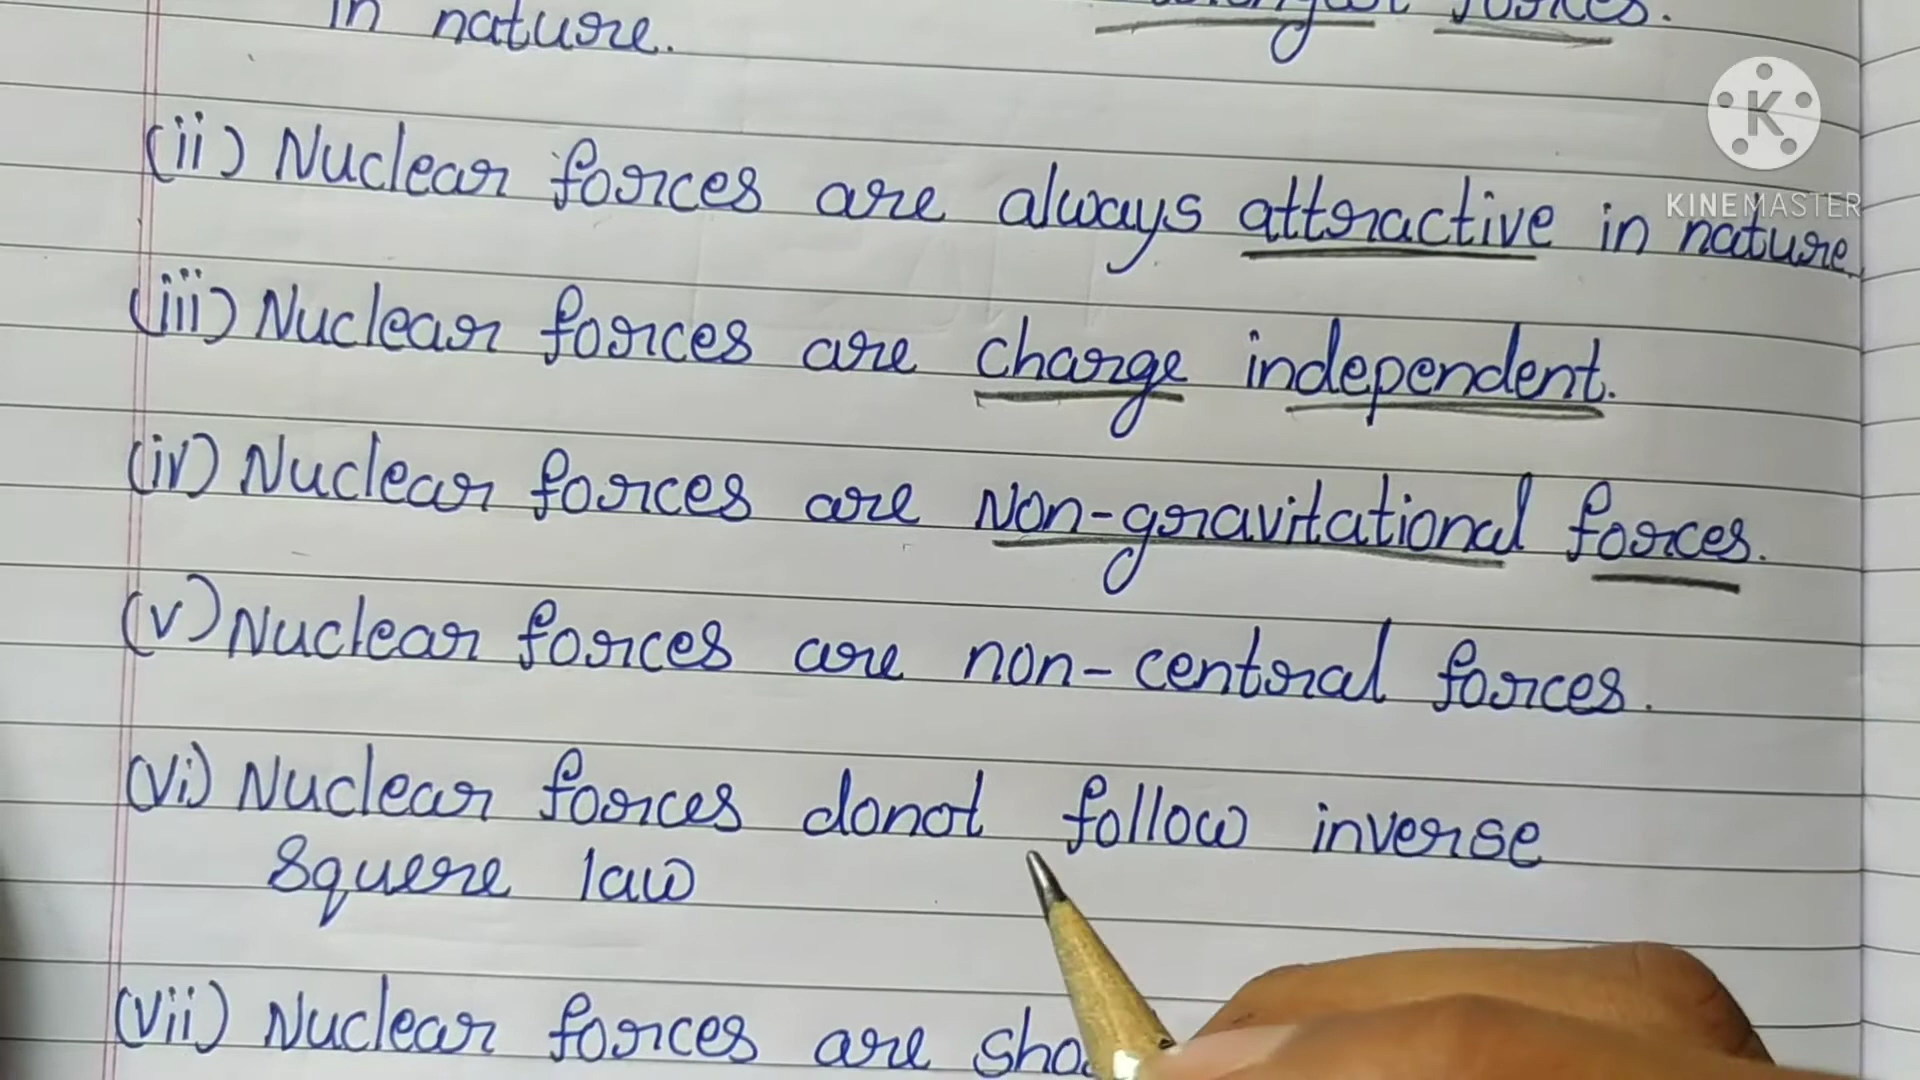 in nature. forces.
(ii) Nuclear forces are always attractive in nature.
(iii) Nuclear forces are charge independent.
(iv) Nuclear forces are Non-gravitational forces.
(v) Nuclear forces are non-central forces.
(vi) Nuclear forces donot follow inverse
squere law
(vii) Nuclear forces are
K
KINEMASTER